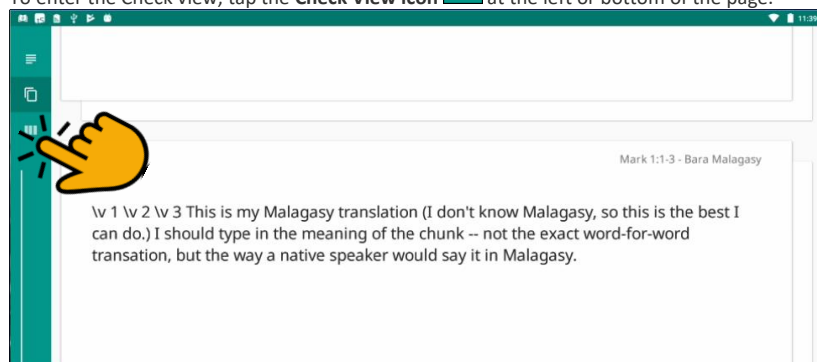 To enter the Check view, tap the Check View icon at the left or bottom of the page.
11:39
Mark 1:1-3 - Bara Malagasy
\v 1 \v 2 \v 3 This is my Malagasy translation (I don't know Malagasy, so this is the best I
can do.) I should type in the meaning of the chunk -- not the exact word-for-word
transation, but the way a native speaker would say it in Malagasy.